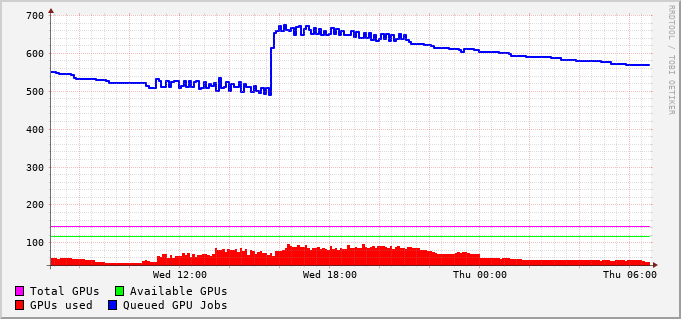 700
600
500
400
300
200
100
Wed 12:00 Wed 18:00 Thu 00:00 Thu 06:00
Total GPUs Available GPUs
GPUs used Queued GPU Jobs
RRDTOOL / TOBI OETIKER